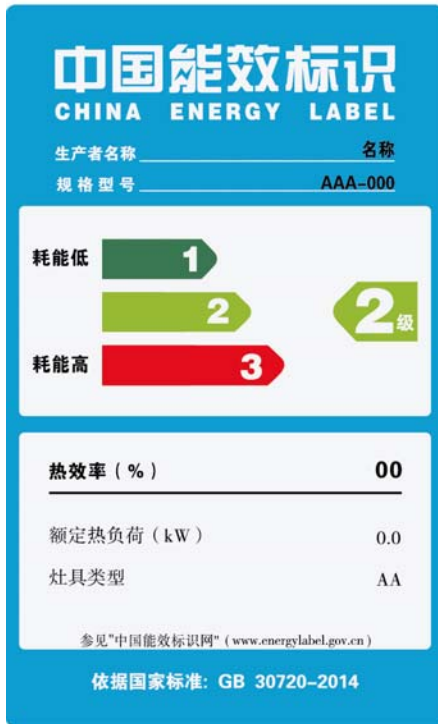 中国能效标识
CHINA ENERGY LABEL
生产者名称 名称
规格型号 AAA-000
耗能低 1
2 2级
耗能高 3
热效率（%） 00
额定热负荷（kW） 0.0
灶具类型 AA
参见"中国能效标识网"（www.energylabel.gov.cn）
依据国家标准: GB 30720-2014